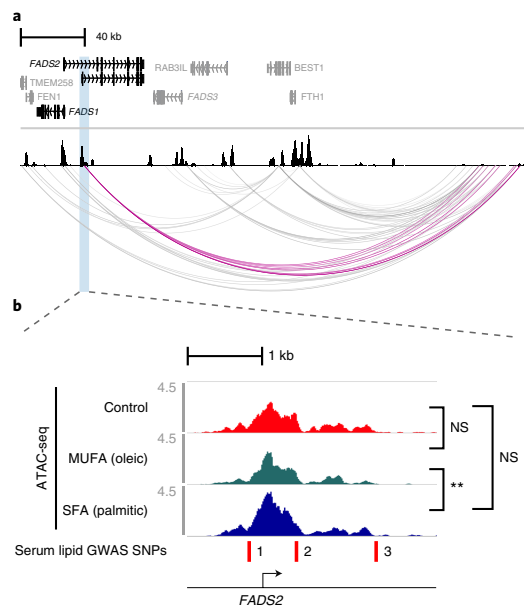 a
40 kb
FADS2
RAB3IL
BEST1
TMEM258
FEN1
FADS3
FTH1
FADS1
b
1 kb
4.5
Control
NS
4.5
MUFA (oleic)
NS
**
4.5
SFA (palmitic)
ATAC-seq
Serum lipid GWAS SNPs
1
2
3
FADS2